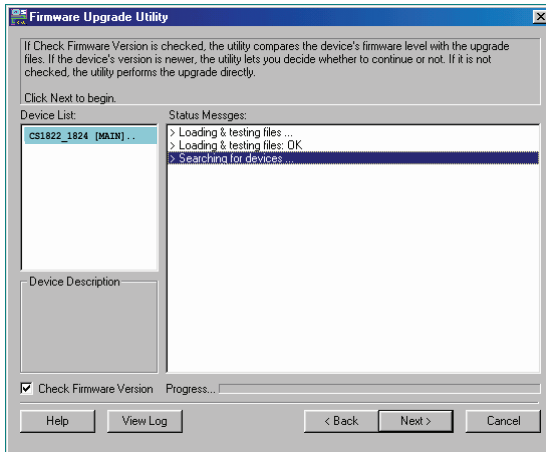 Firmware Upgrade Utility
If Check Firmware Version is checked, the utility compares the device's firmware level with the upgrade
files. If the device's version is newer, the utility lets you decide whether to continue or not. If it is not
checked, the utility performs the upgrade directly.
Click Next to begin.
Device List:
Status Messges:
CS1822_1824 [MAIN]..
> Loading & testing files ...
> Loading & testing files: OK
> Searching for devices ...
Device Description
Check Firmware Version
Progress...
Help
View Log
< Back
Next >
Cancel